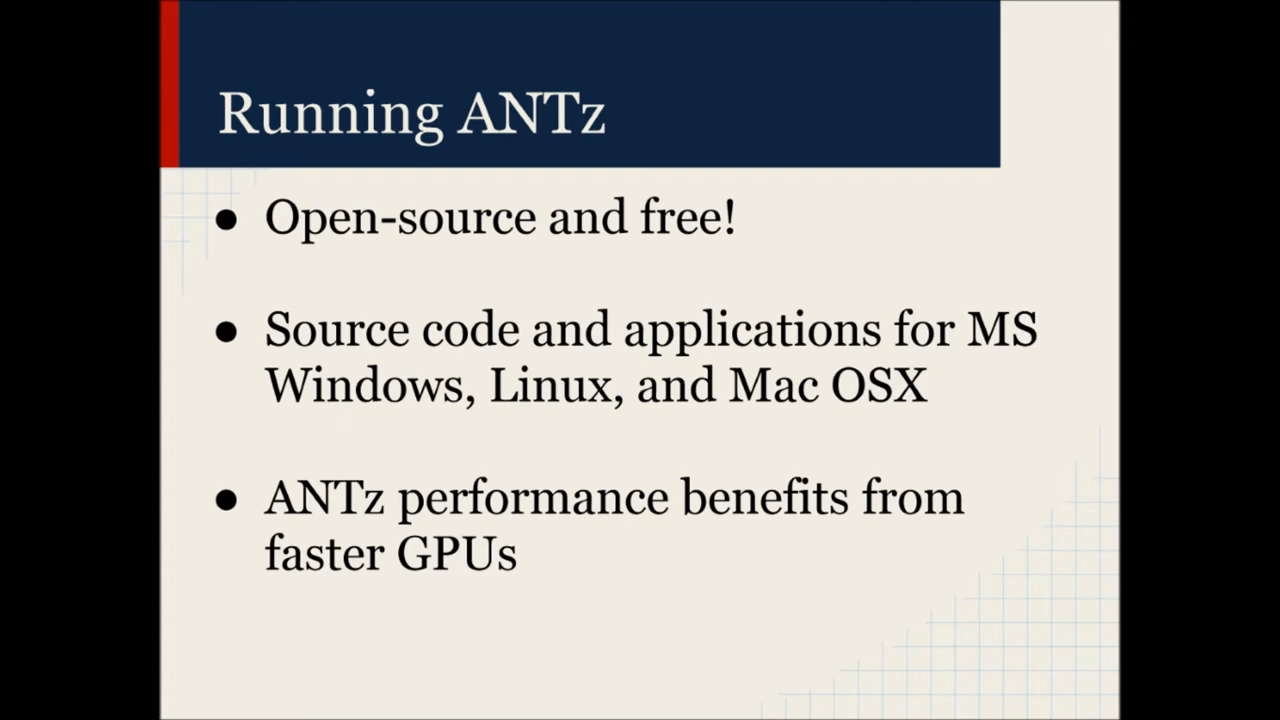 Running ANTz
● Open-source and free!
● Source code and applications for MS
Windows, Linux, and Mac OSX
● ANTz performance benefits from
faster GPUs